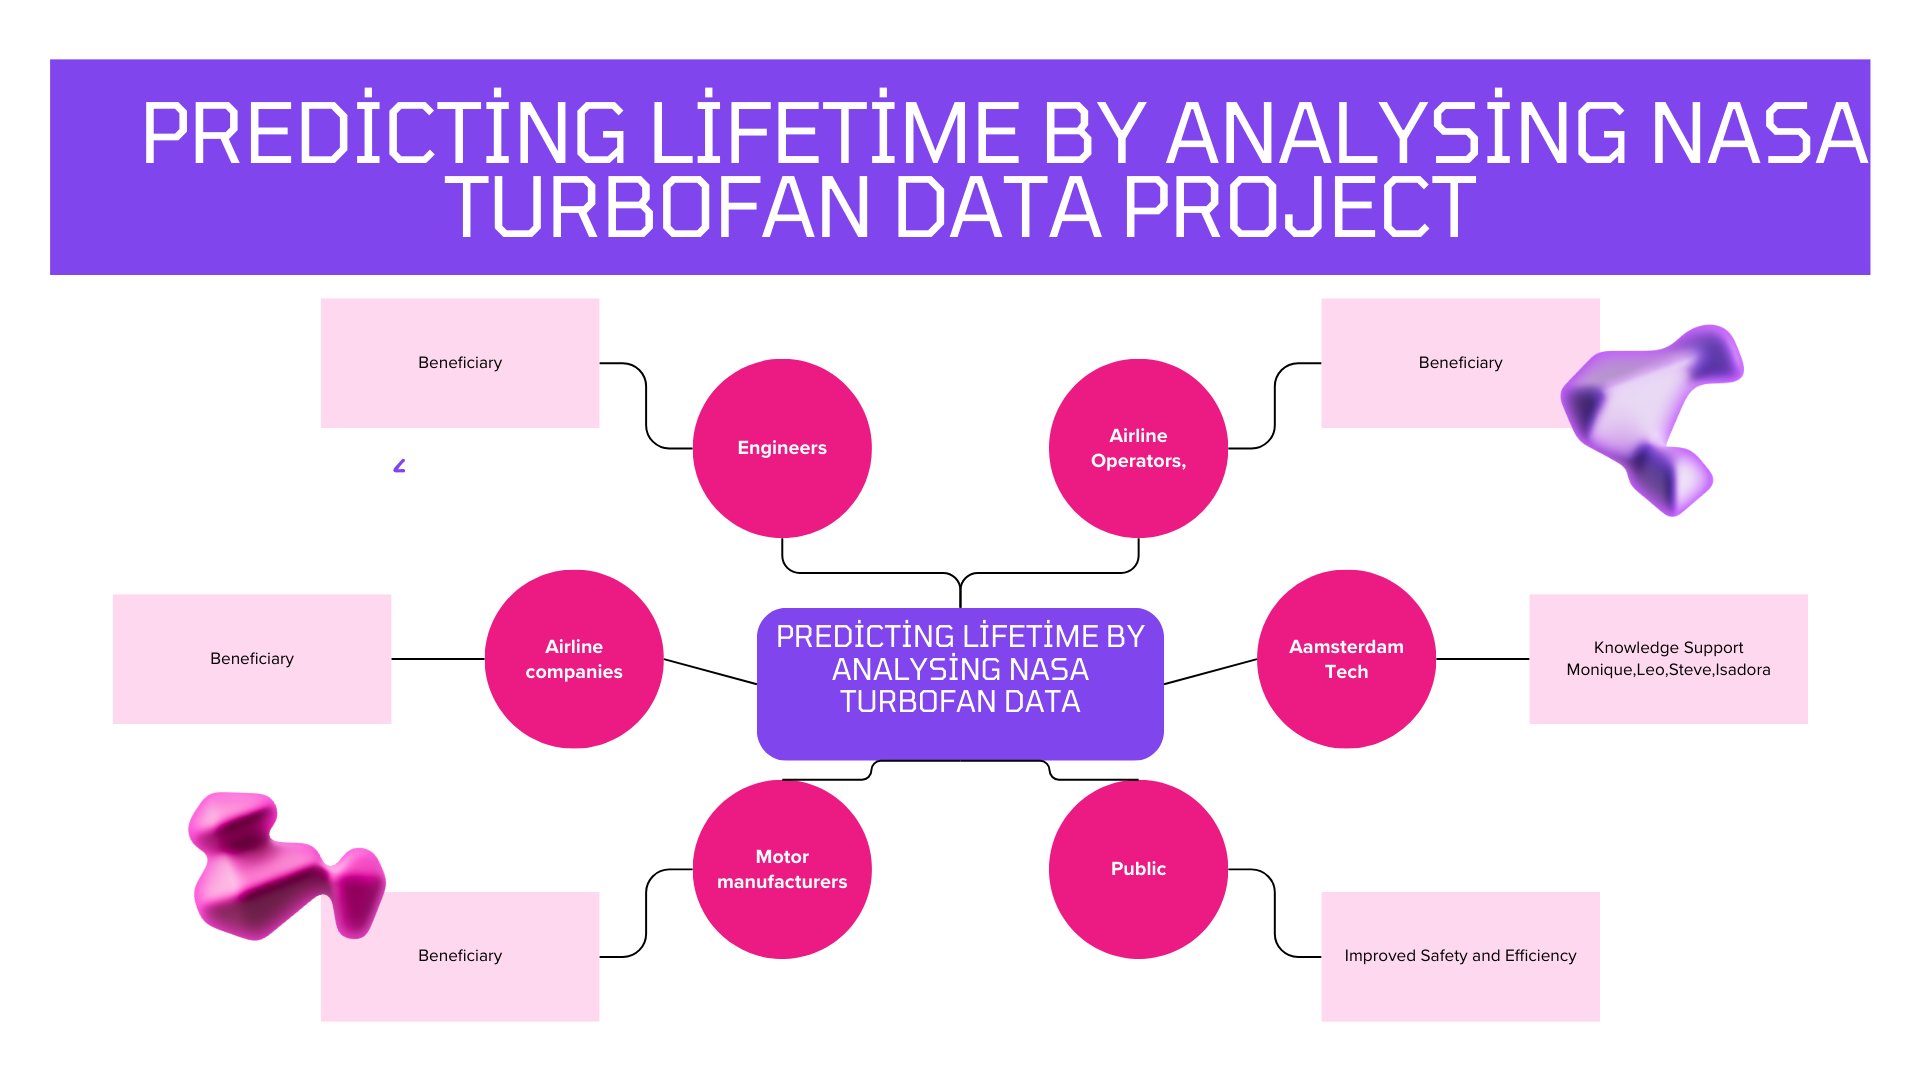 PREDİCTİNG LİFETİME BY ANALYSİNG NASA
TURBOFAN DATA PROJECT
Beneficiary
Engineers
Airline
Operators,
Beneficiary
Beneficiary
Airline
companies
PREDİCTİNG LİFETİME BY
ANALYSİNG NASA
TURBOFAN DATA
Aamsterdam
Tech
Knowledge Support
Monique,Leo,Steve,Isadora
Motor
manufacturers
Beneficiary
Public
Improved Safety and Efficiency